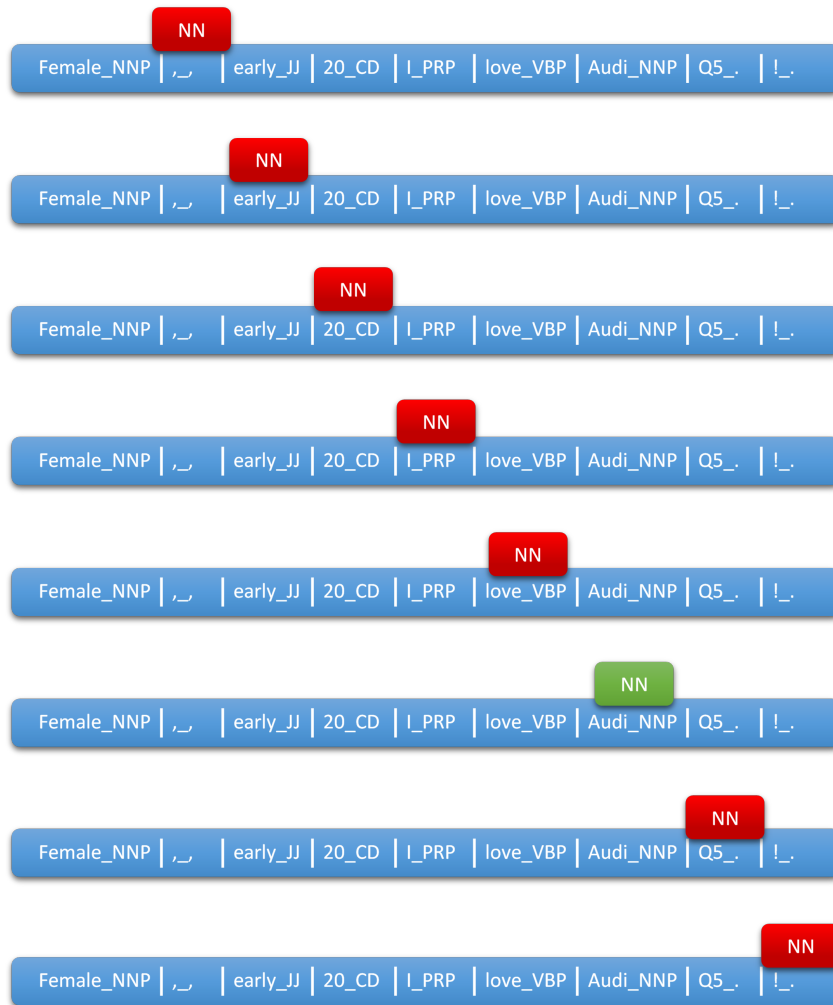 NN
Female_NNP | ,_, | early_JJ | 20_CD | I_PRP | love_VBP | Audi_NNP | Q5_. | !_.
NN
Female_NNP | ,_, | early_JJ | 20_CD | I_PRP | love_VBP | Audi_NNP | Q5_. | !_.
NN
Female_NNP | ,_, | early_JJ | 20_CD | I_PRP | love_VBP | Audi_NNP | Q5_. | !_.
NN
Female_NNP | ,_, | early_JJ | 20_CD | I_PRP | love_VBP | Audi_NNP | Q5_. | !_.
NN
Female_NNP | ,_, | early_JJ | 20_CD | I_PRP | love_VBP | Audi_NNP | Q5_. | !_.
NN
Female_NNP | ,_, | early_JJ | 20_CD | I_PRP | love_VBP | Audi_NNP | Q5_. | !_.
NN
Female_NNP | ,_, | early_JJ | 20_CD | I_PRP | love_VBP | Audi_NNP | Q5_. | !_.
NN
Female_NNP | ,_, | early_JJ | 20_CD | I_PRP | love_VBP | Audi_NNP | Q5_. | !_.